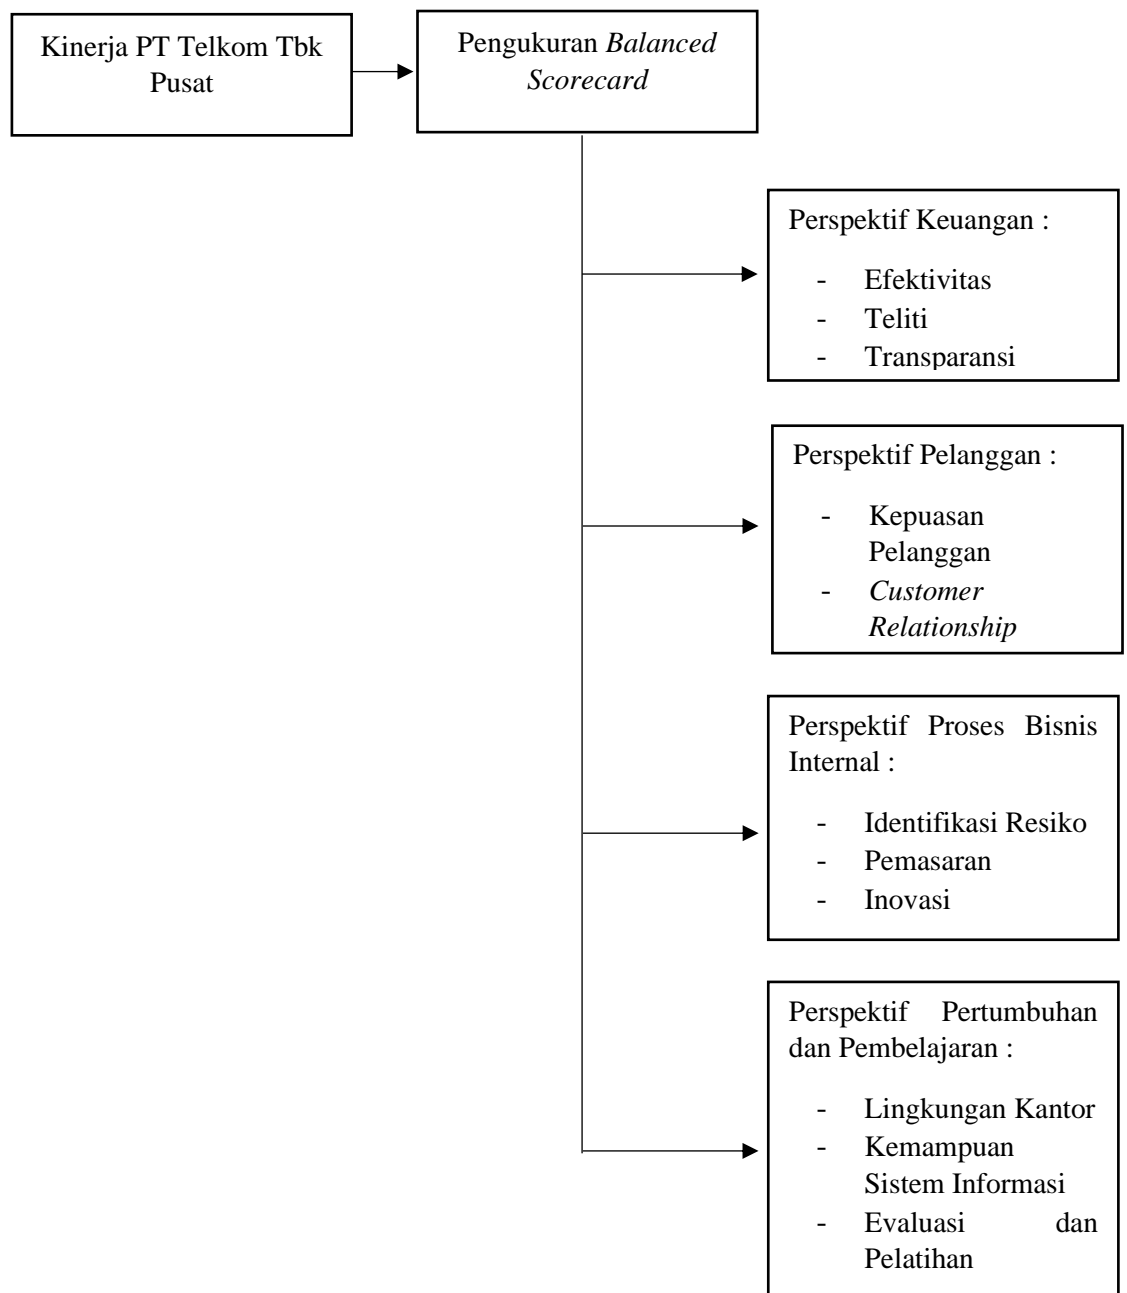 Kinerja PT Telkom Tbk
Pusat
Pengukuran Balanced
Scorecard
Perspektif Keuangan :
- Efektivitas
- Teliti
- Transparansi
Perspektif Pelanggan :
- Kepuasan
Pelanggan
- Customer
Relationship
Perspektif Proses Bisnis
Internal :
- Identifikasi Resiko
- Pemasaran
- Inovasi
Perspektif Pertumbuhan
dan Pembelajaran :
- Lingkungan Kantor
- Kemampuan
Sistem Informasi
- Evaluasi dan
Pelatihan